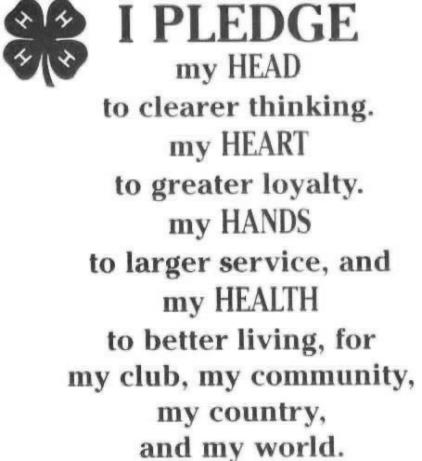 H H
H H
I PLEDGE
my HEAD
to clearer thinking.
my HEART
to greater loyalty.
my HANDS
to larger service, and
my HEALTH
to better living, for
my club, my community,
my country,
and my world.